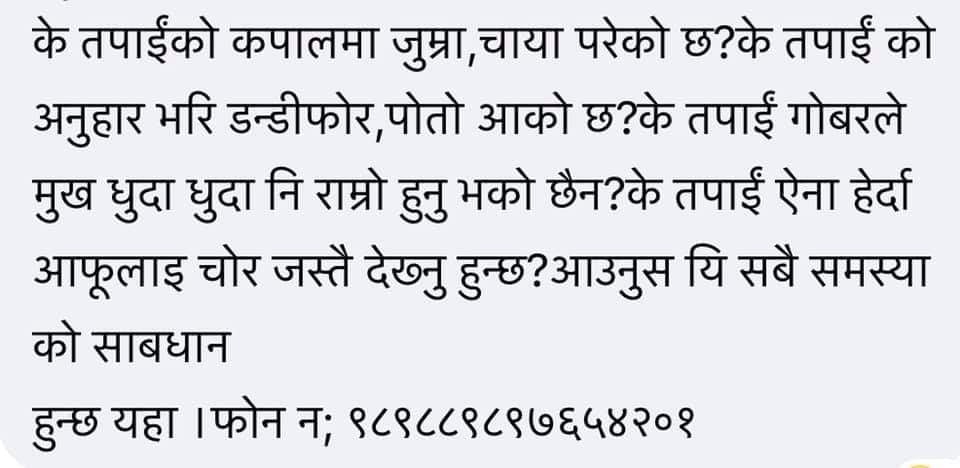 के तपाईंको कपालमा जुम्रा,चाया परेको छ?के तपाईं को
अनुहार भरि डन्डीफोर,पोतो आको छ?के तपाईं गोबरले
मुख धुदा धुदा नि राम्रो हुनु भको छैन?के तपाईं ऐना हेर्दा
आफूलाइ चोर जस्तै देख्नु हुन्छ?आउनुस यि सबै समस्या
को साबधान
हुन्छ यहा ।फोन न; ९८९८८९८९७६५४२०१